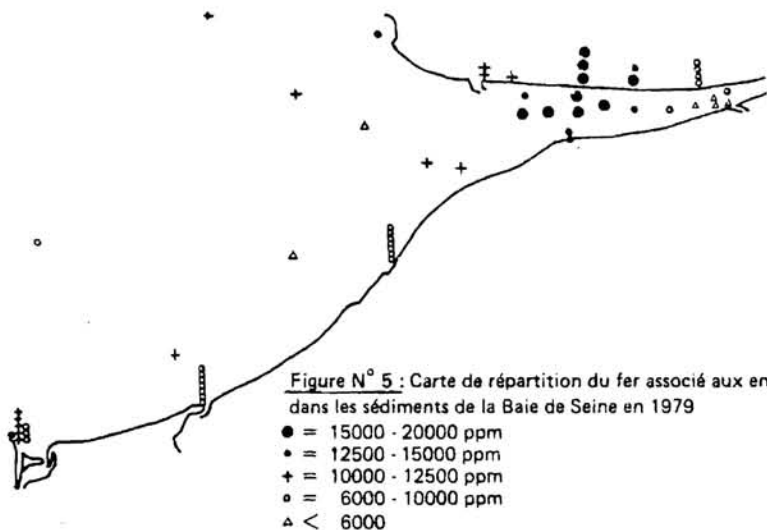 Figure N° 5 : Carte de répartition du fer associé aux en
dans les sédiments de la Baie de Seine en 1979
● = 15000 - 20000 ppm
• = 12500 - 15000 ppm
+ = 10000 - 12500 ppm
o = 6000 - 10000 ppm
△ < 6000